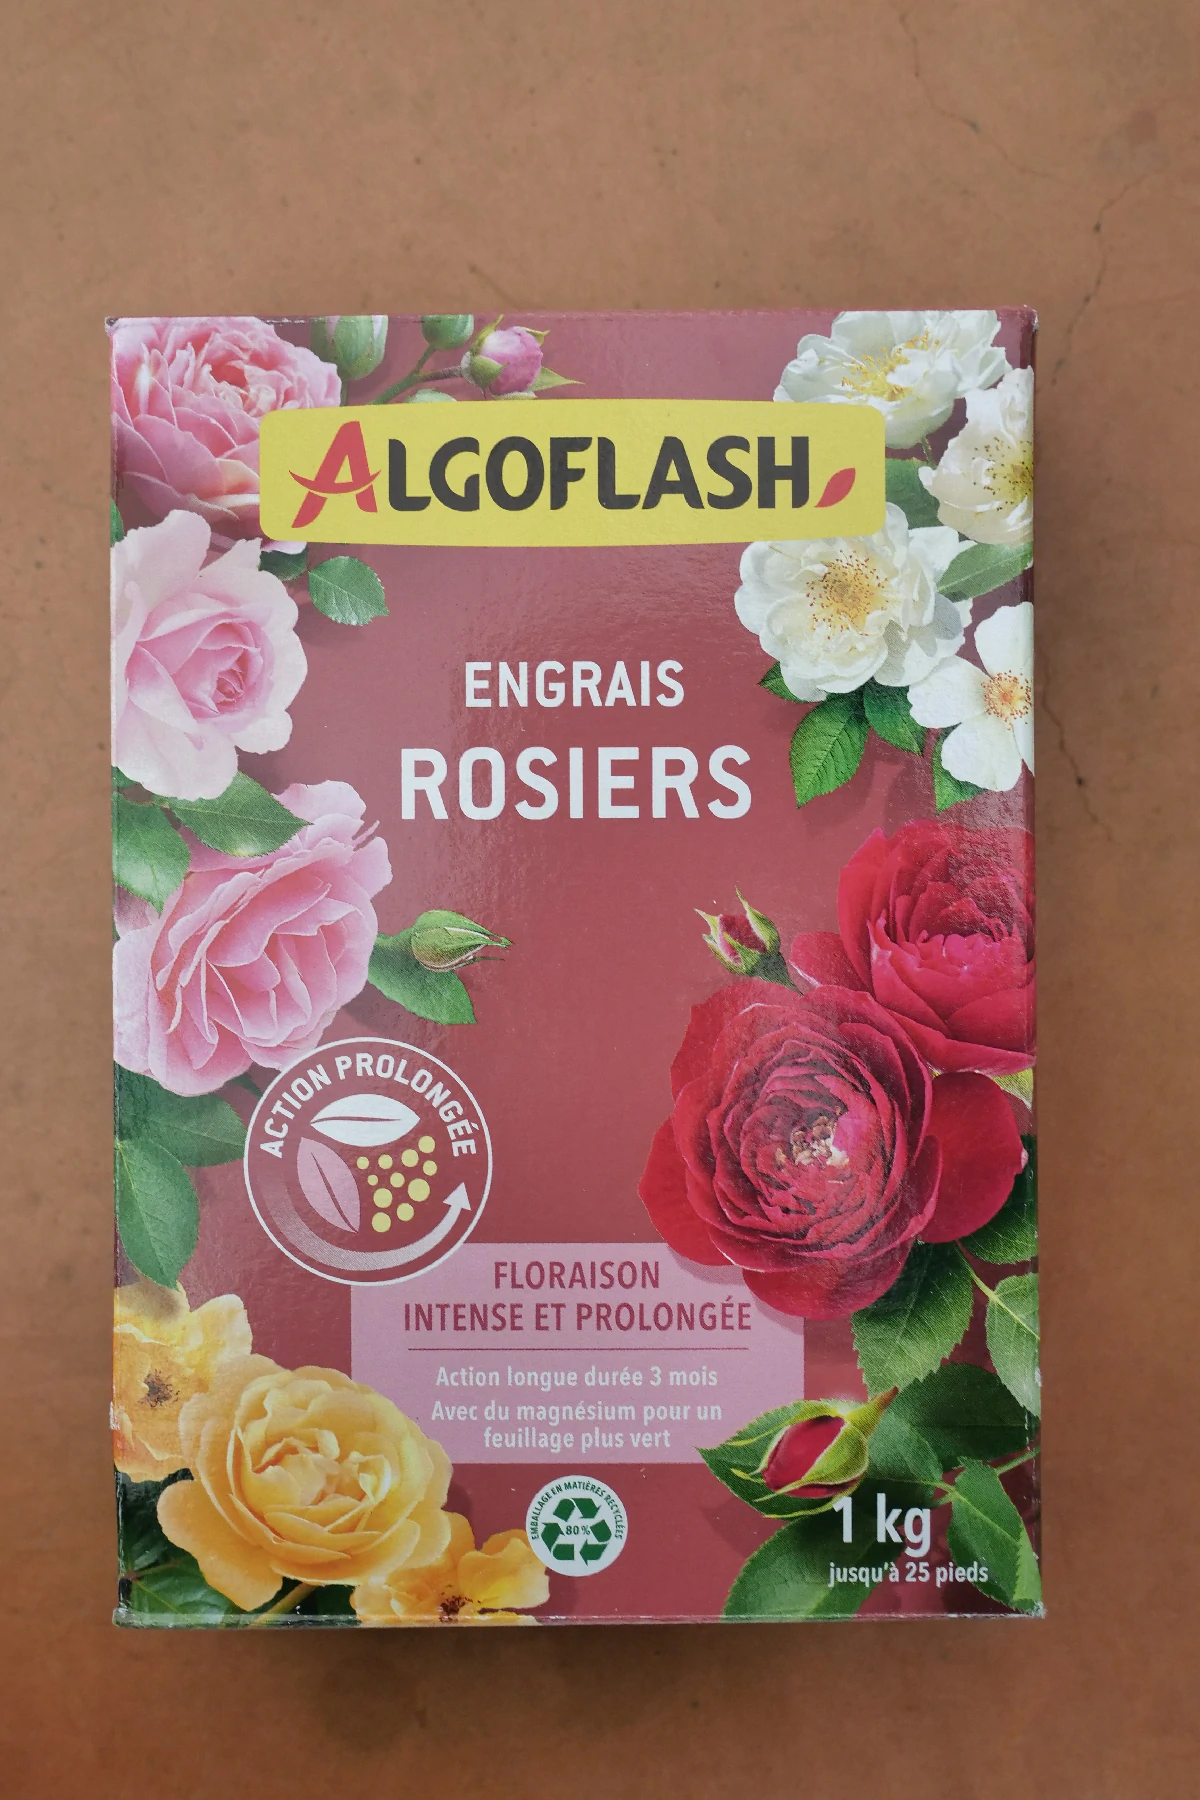 ALGOFLASH
ENGRAIS
ROSIERS
ACTION PROLONGÉE
FLORAISON
INTENSE ET PROLONGÉE
Action longue durée 3 mois
Avec du magnésium pour un
feuillage plus vert
EMBALLAGE EN MATIÈRES RECYCLÉES
80%
1 kg
jusqu'à 25 pieds